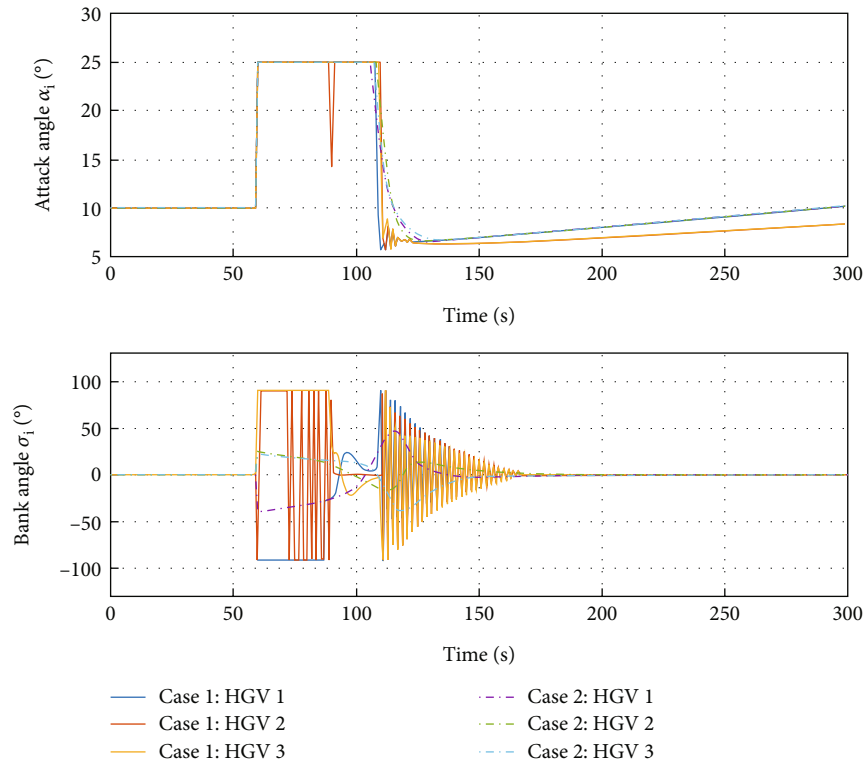 30
25
20
15
10
5
Attack angle αi (°)
0 50 100 150 200 250 300
Time (s)
100
50
0
–50
–100
Bank angle σi (°)
0 50 100 150 200 250 300
Time (s)
Case 1: HGV 1 Case 2: HGV 1
Case 1: HGV 2 Case 2: HGV 2
Case 1: HGV 3 Case 2: HGV 3